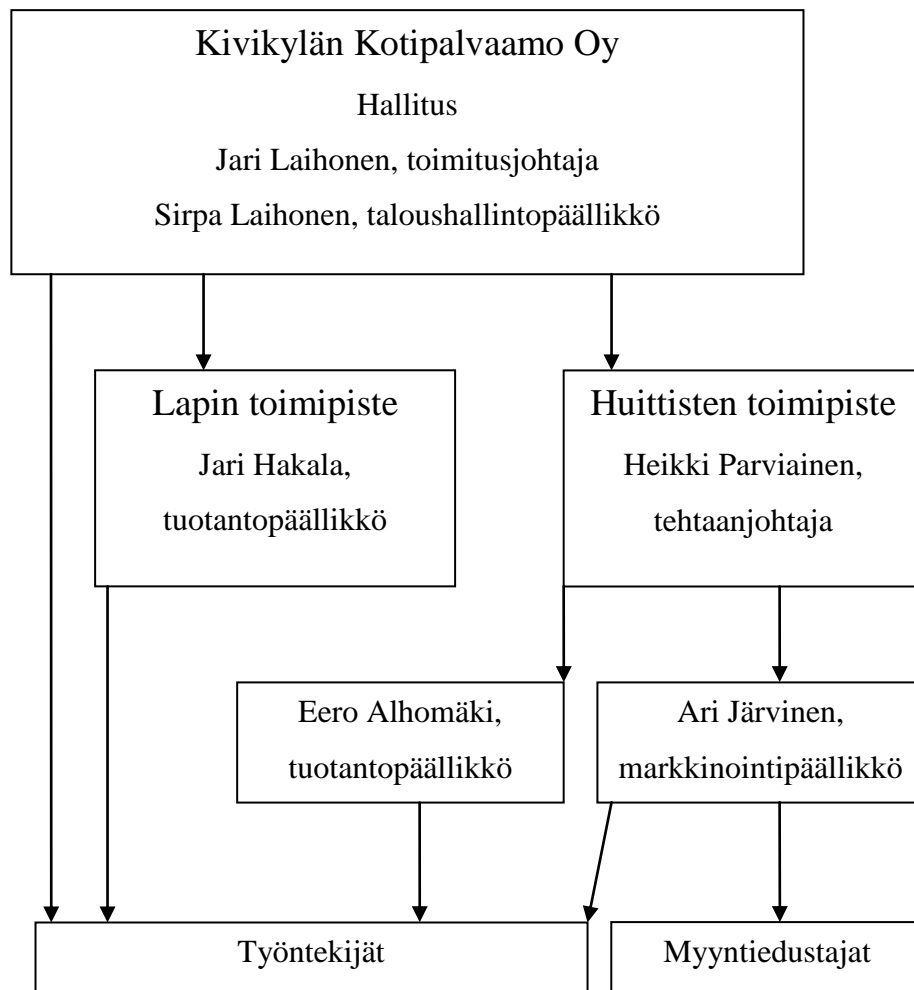 Kivikylän Kotipalvaamo Oy
Hallitus
Jari Laihonen, toimitusjohtaja
Sirpa Laihonen, taloushallintopäällikkö
Lapin toimipiste
Jari Hakala,
tuotantopäällikkö
Huittisten toimipiste
Heikki Parviainen,
tehtaanjohtaja
Eero Alhomäki,
tuotantopäällikkö
Ari Järvinen,
markkinointipäällikkö
Työntekijät
Myyntiedustajat